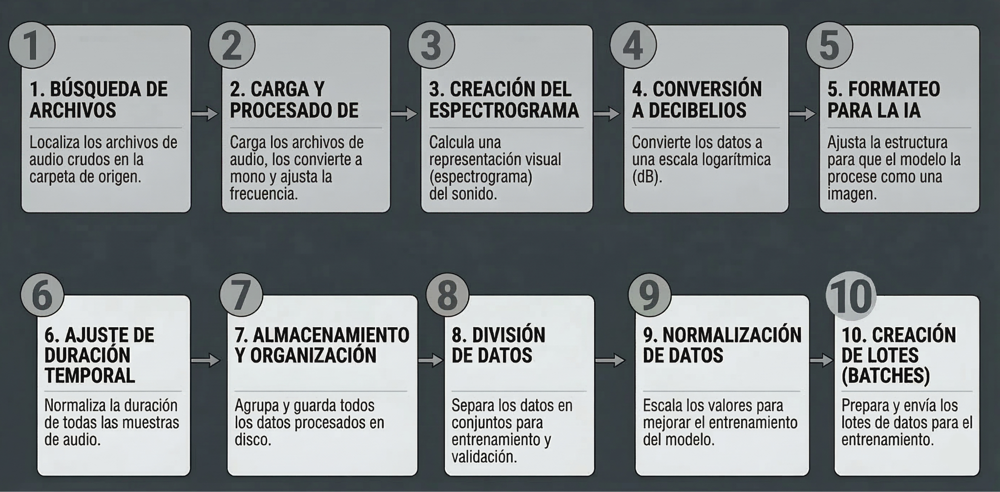 1
1. BÚSQUEDA DE
ARCHIVOS
Localiza los archivos de
audio crudos en la
carpeta de origen.
2
2. CARGA Y
PROCESADO DE
Carga los archivos de
audio, los convierte a
mono y ajusta la
frecuencia.
3
3. CREACIÓN DEL
ESPECTROGRAMA
Calcula una
representación visual
(espectrograma)
del sonido.
4
4. CONVERSIÓN
A DECIBELIOS
Convierte los datos a
una escala logarítmica
(dB).
5
5. FORMATEO
PARA LA IA
Ajusta la estructura
para que el modelo la
procese como una
imagen.
6
6. AJUSTE DE
DURACIÓN
TEMPORAL
Normaliza la duración
de todas las muestras
de audio.
7
7. ALMACENAMIENTO
Y ORGANIZACIÓN
Agrupa y guarda todos
los datos procesados en
disco.
8
8. DIVISIÓN
DE DATOS
Separa los datos en
conjuntos para
entrenamiento y
validación.
9
9. NORMALIZACIÓN
DE DATOS
Escala los valores para
mejorar el entrenamiento
del modelo.
10
10. CREACIÓN
DE LOTES
(BATCHES)
Prepara y envía los
lotes de datos para el
entrenamiento.